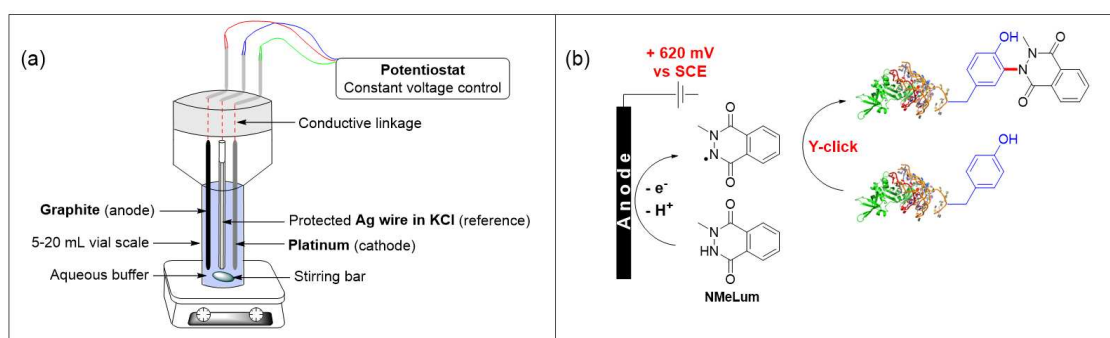 (a)
Potentiostat
Constant voltage control
Conductive linkage
Graphite (anode)
Protected Ag wire in KCl (reference)
5-20 mL vial scale
Platinum (cathode)
Aqueous buffer
Stirring bar
(b)
+ 620 mV
vs SCE
Anode
- e-
- H+
N
N
O
O
HN
N
O
O
NMeLum
Y-click
OH
N
N
O
O
OH